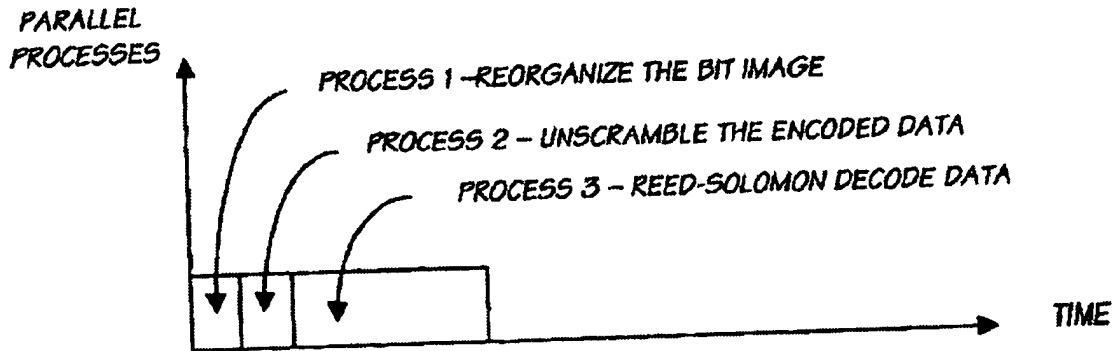 PARALLEL
PROCESSES
PROCESS 1 –REORGANIZE THE BIT IMAGE
PROCESS 2 – UNSCRAMBLE THE ENCODED DATA
PROCESS 3 – REED-SOLOMON DECODE DATA
TIME